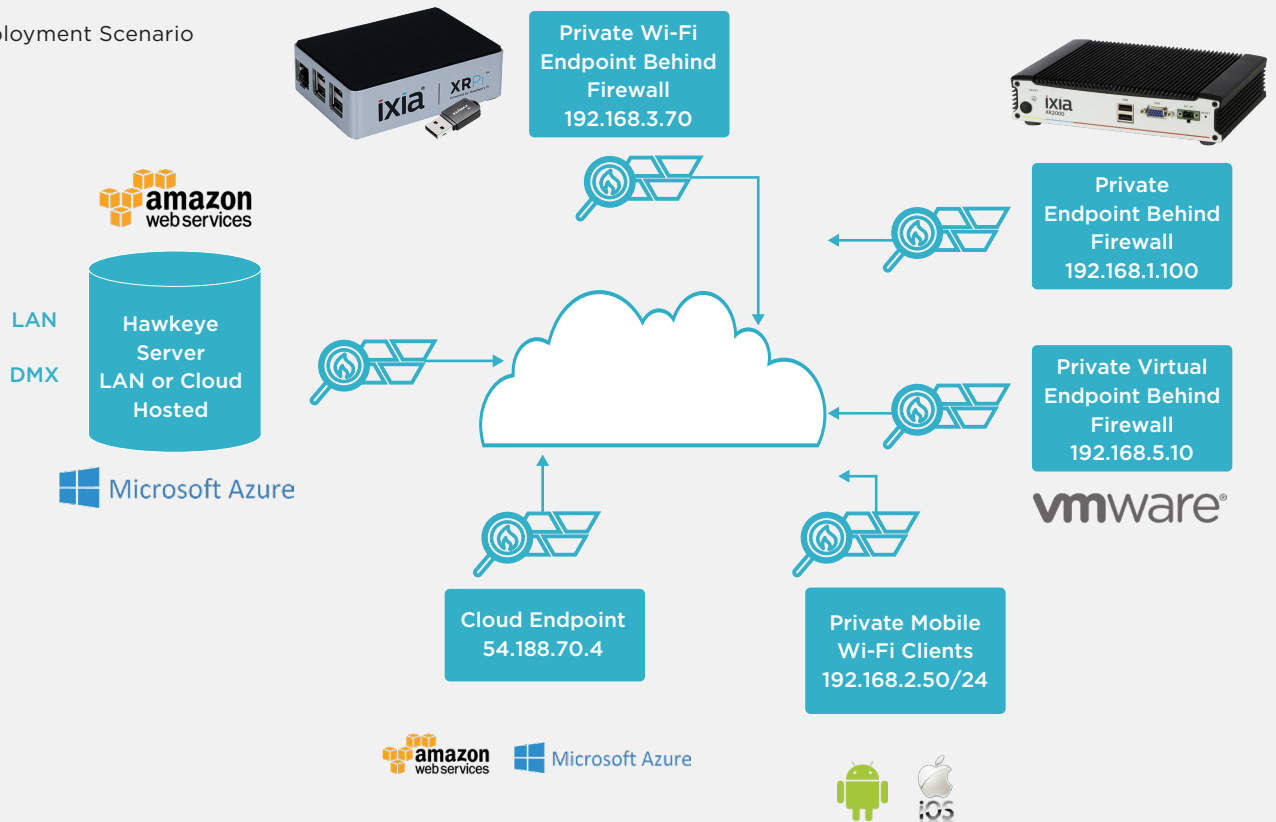 ployment Scenario
ixia
XRPi
Private Wi-Fi
Endpoint Behind
Firewall
192.168.3.70
ixia
XR2000
amazon
web services
Private
Endpoint Behind
Firewall
192.168.1.100
LAN
DMX
Hawkeye
Server
LAN or Cloud
Hosted
Private Virtual
Endpoint Behind
Firewall
192.168.5.10
Microsoft Azure
vmware®
Cloud Endpoint
54.188.70.4
Private Mobile
Wi-Fi Clients
192.168.2.50/24
amazon
web services
Microsoft Azure
iOS